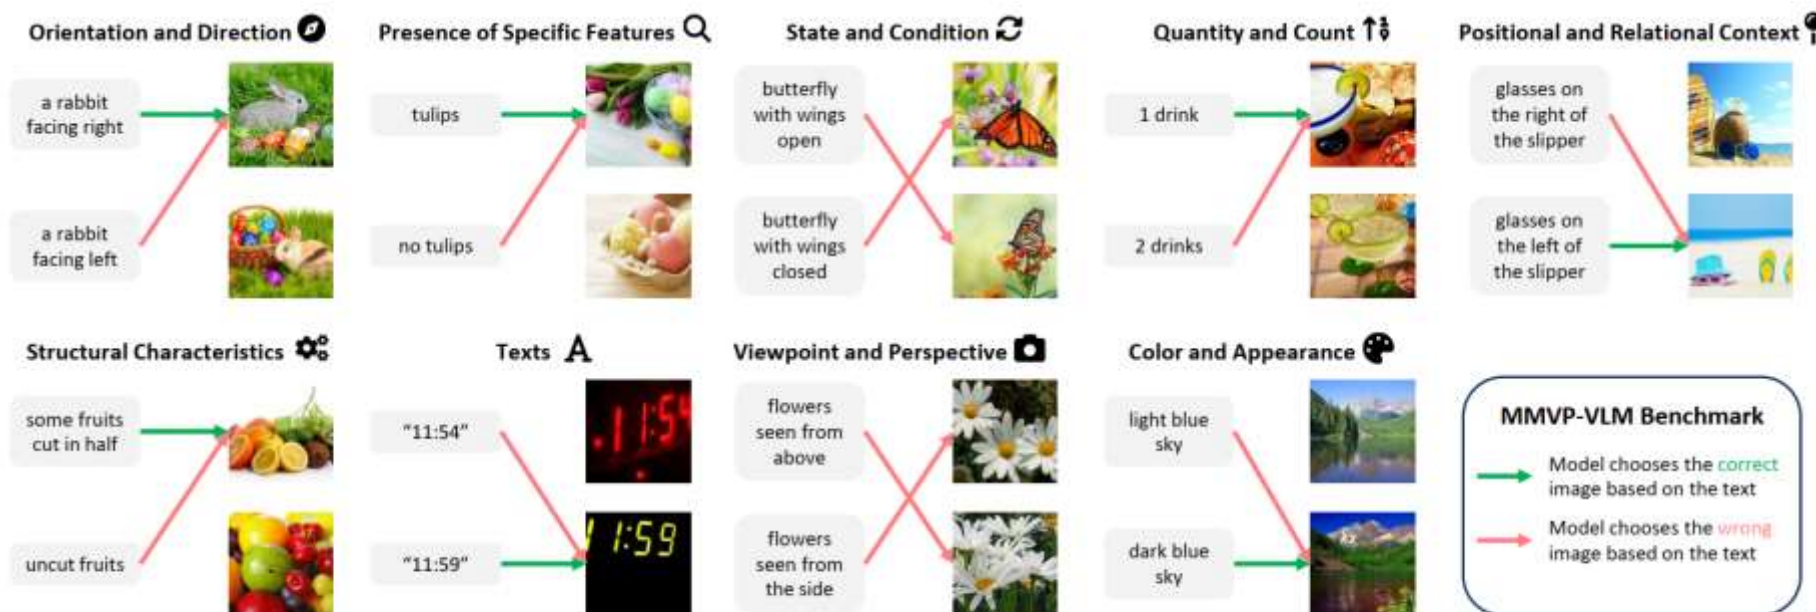 Orientation and Direction
a rabbit
facing right
a rabbit
facing left
Presence of Specific Features
tulips
no tulips
State and Condition
butterfly
with wings
open
butterfly
with wings
closed
Quantity and Count
1 drink
2 drinks
Positional and Relational Context
glasses on
the right of
the slipper
glasses on
the left of
the slipper
Structural Characteristics
some fruits
cut in half
uncut fruits
Texts A
"11:54"
11:54
"11:59"
11:59
Viewpoint and Perspective
flowers
seen from
above
flowers
seen from
the side
Color and Appearance
light blue
sky
dark blue
sky
MMVP-VLM Benchmark
Model chooses the correct
image based on the text
Model chooses the wrong
image based on the text